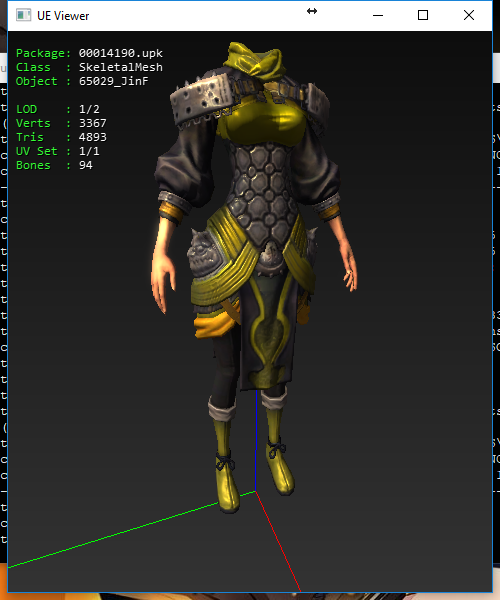 UE Viewer
Package: 00014190.upk
Class : SkeletalMesh
Object : 65029_JinF
LOD : 1/2
Verts : 3367
Tris : 4893
UV Set : 1/1
Bones : 94